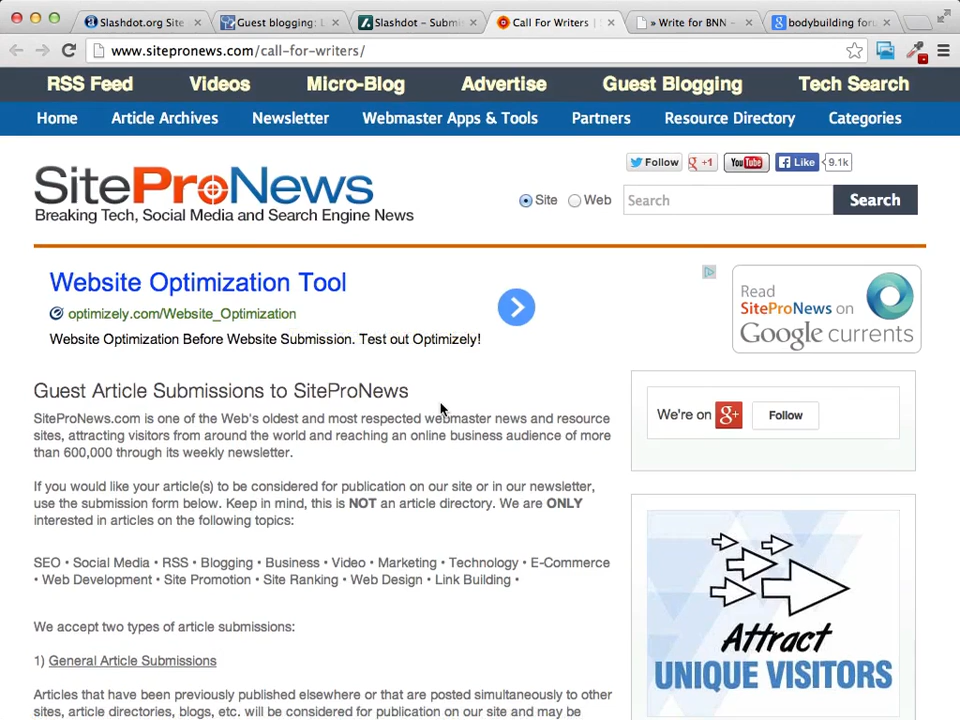 Slashdot.org Site
Guest blogging: L
Slashdot – Submis
Call For Writers |
» Write for BNN –
bodybuilding foru
www.sitepronews.com/call-for-writers/
RSS Feed Videos Micro-Blog Advertise Guest Blogging Tech Search
Home Article Archives Newsletter Webmaster Apps & Tools Partners Resource Directory Categories
SiteProNews
Breaking Tech, Social Media and Search Engine News
Follow +1 YouTube Like 9.1k
Site Web Search Search
Website Optimization Tool
optimizely.com/Website_Optimization
Website Optimization Before Website Submission. Test out Optimizely!
Read
SiteProNews on
Google currents
Guest Article Submissions to SiteProNews
SiteProNews.com is one of the Web's oldest and most respected webmaster news and resource
sites, attracting visitors from around the world and reaching an online business audience of more
than 600,000 through its weekly newsletter.
We're on g+ Follow
If you would like your article(s) to be considered for publication on our site or in our newsletter,
use the submission form below. Keep in mind, this is NOT an article directory. We are ONLY
interested in articles on the following topics:
SEO • Social Media • RSS • Blogging • Business • Video • Marketing • Technology • E-Commerce
• Web Development • Site Promotion • Site Ranking • Web Design • Link Building •
We accept two types of article submissions:
1) General Article Submissions
Articles that have been previously published elsewhere or that are posted simultaneously to other
sites, article directories, blogs, etc. will be considered for publication on our site and may be
Attract
UNIQUE VISITORS